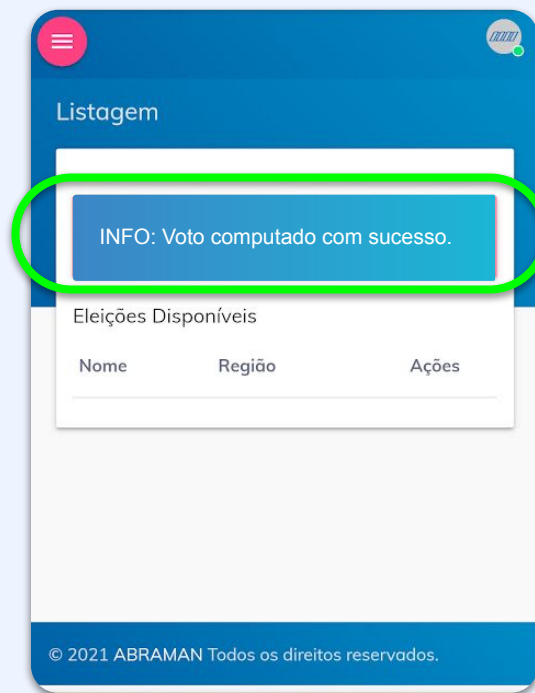 Listagem
INFO: Voto computado com sucesso.
Eleições Disponíveis
Nome Região Ações
© 2021 ABRAMAN Todos os direitos reservados.